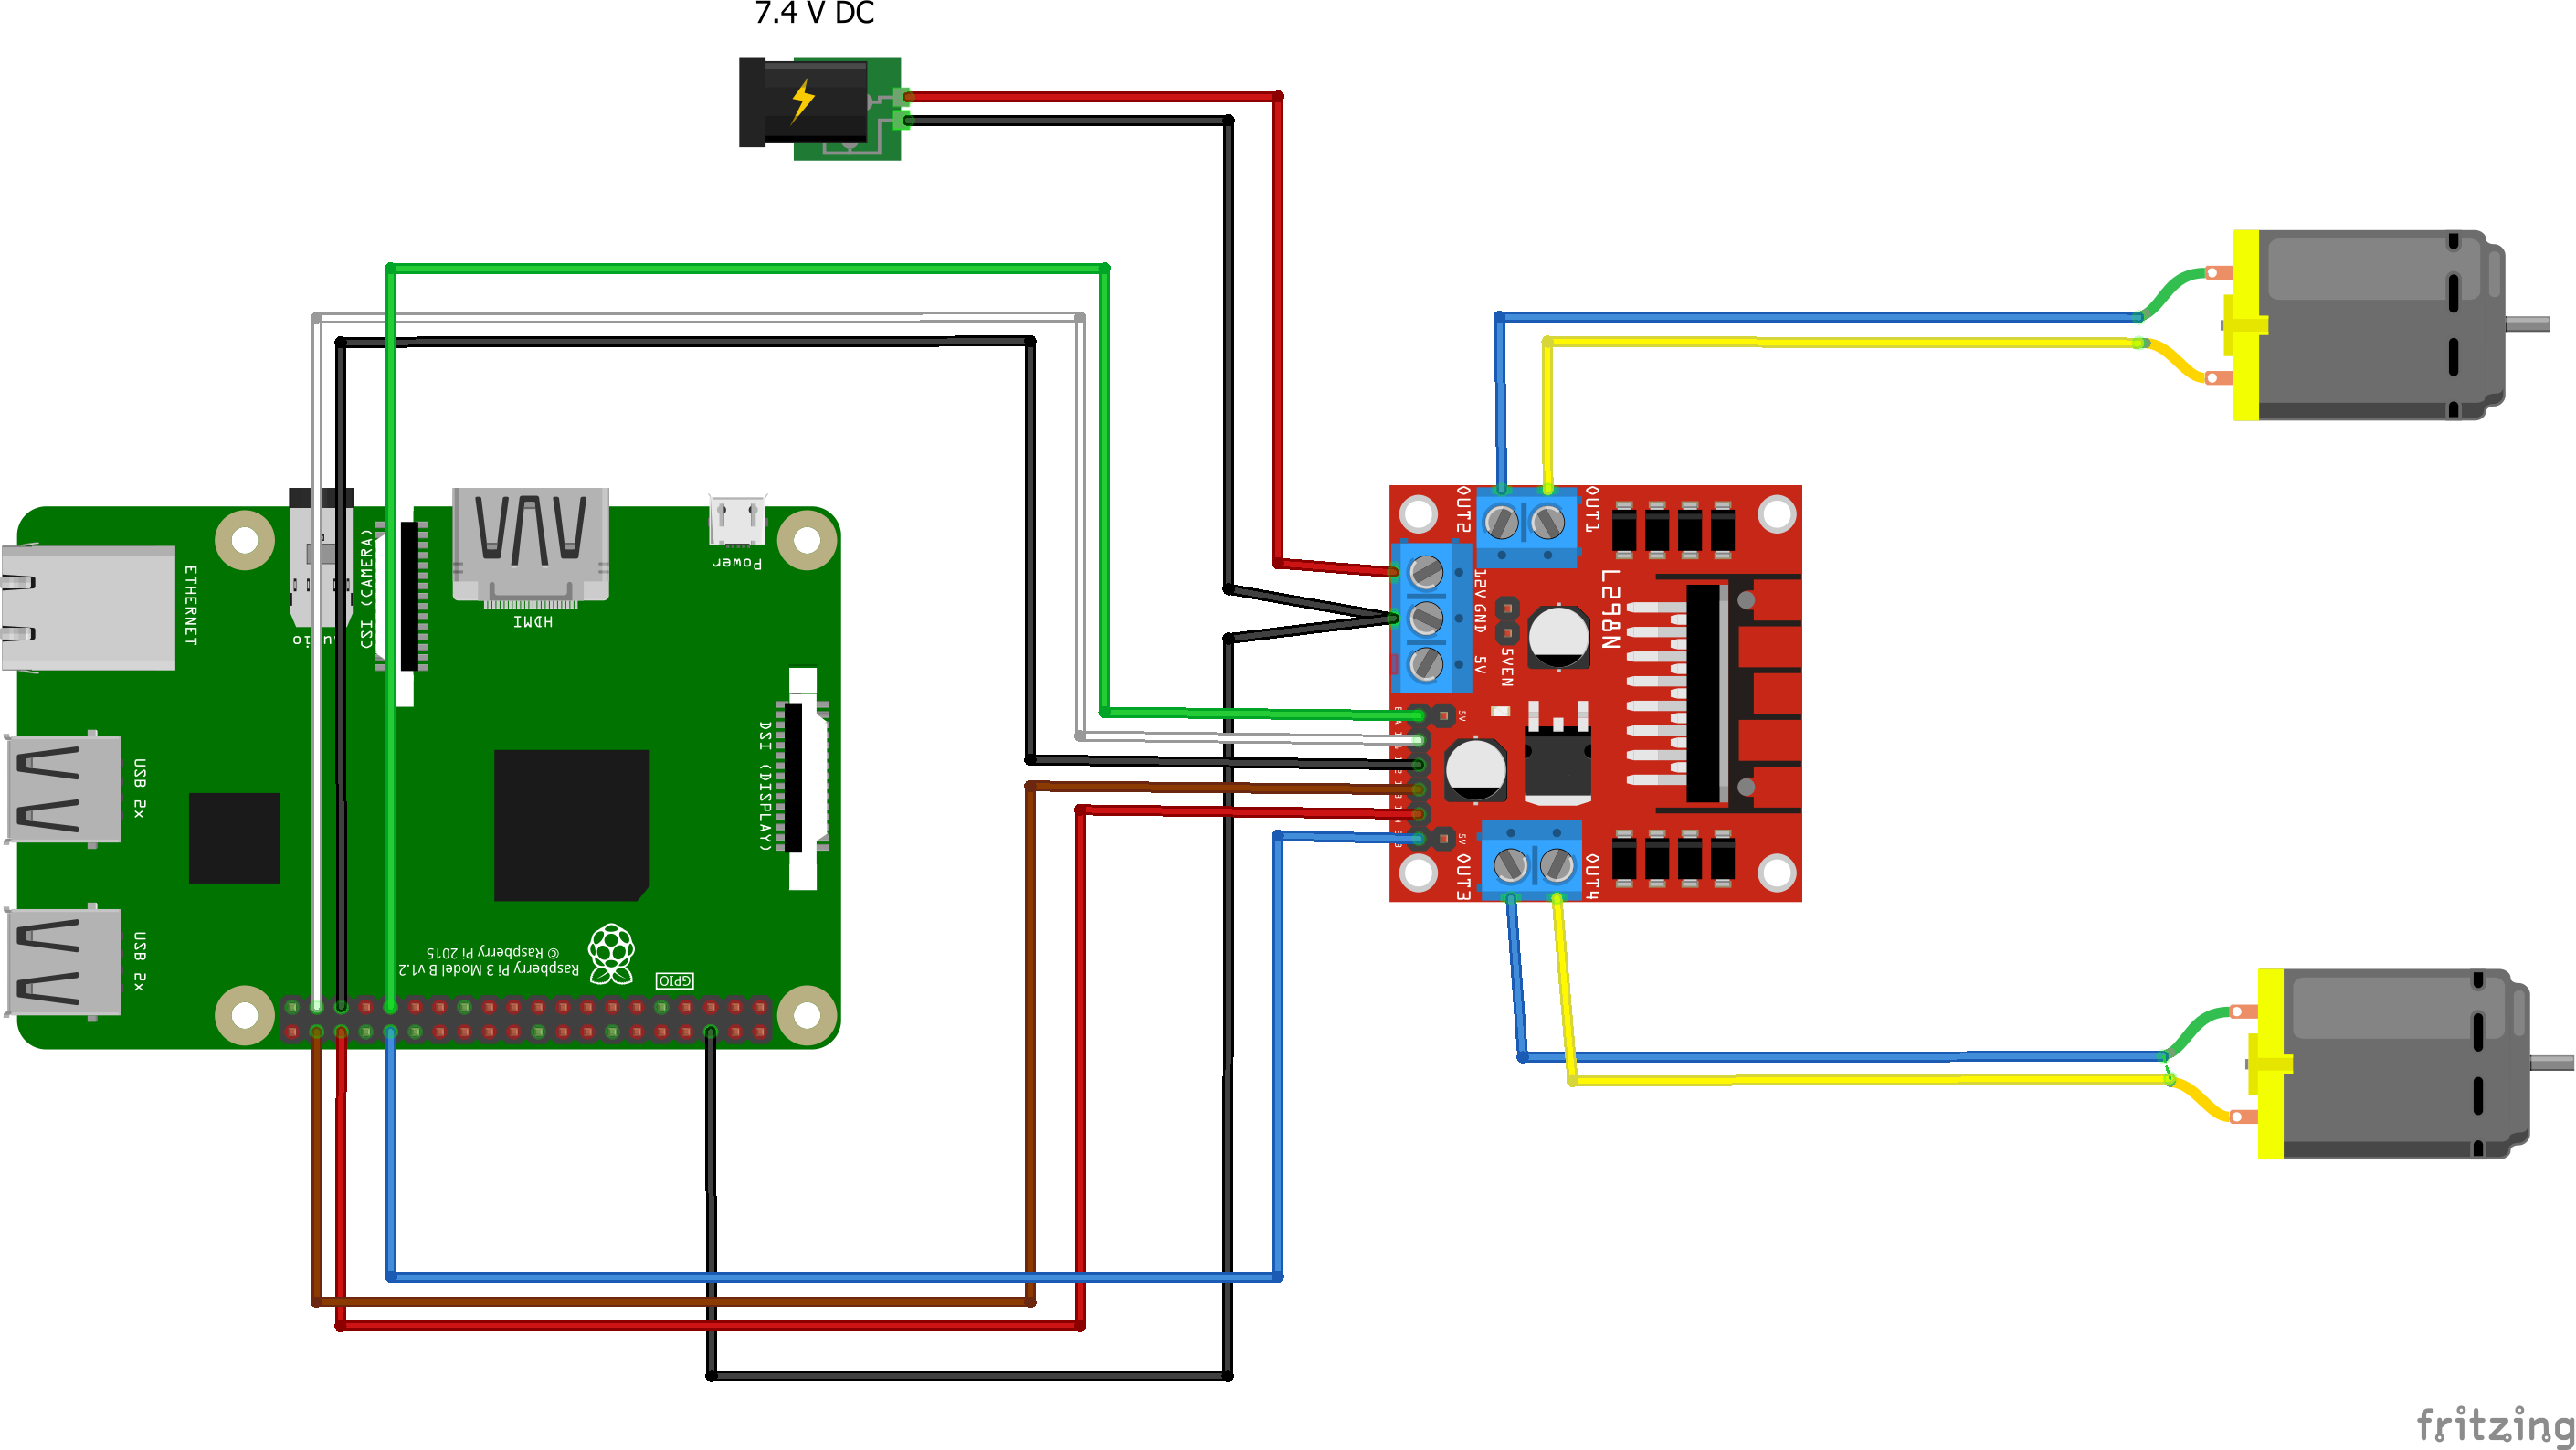 7.4 V DC
Power
HDMI
CSI (CAMERA)
ETHERNET
USB 2x
USB 2x
DSI (DISPLAY)
© Raspberry Pi 2015
Raspberry Pi 3 Model B v1.2
GPIO
OUT2
OUT1
12V
GND
5V
5VEN
L298N
5V
5V
OUT3
OUT4
fritzing